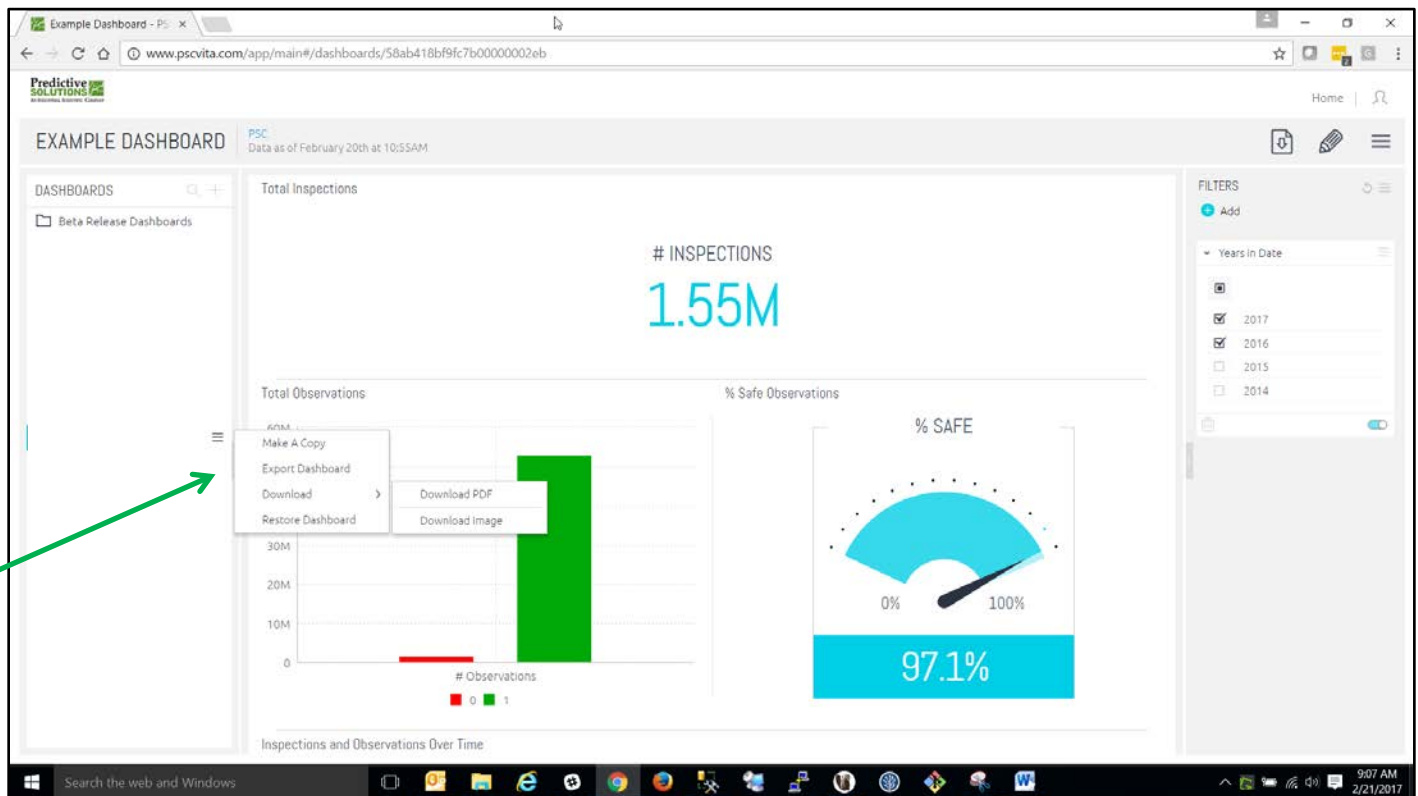 Example Dashboard - PS
www.pscvita.com/app/main#/dashboards/58ab418bf9fc7b00000002eb
Predictive
SOLUTIONS
Home
EXAMPLE DASHBOARD
PSC
Data as of February 20th at 10:55AM
DASHBOARDS
Beta Release Dashboards
Total Inspections
# INSPECTIONS
1.55M
Total Observations
60M
Make A Copy
Export Dashboard
Download
Restore Dashboard
Download PDF
Download Image
30M
20M
10M
0
# Observations
0 1
% Safe Observations
% SAFE
0% 100%
97.1%
Inspections and Observations Over Time
FILTERS
Add
Years in Date
2017
2016
2015
2014
Search the web and Windows
9:07 AM
2/21/2017